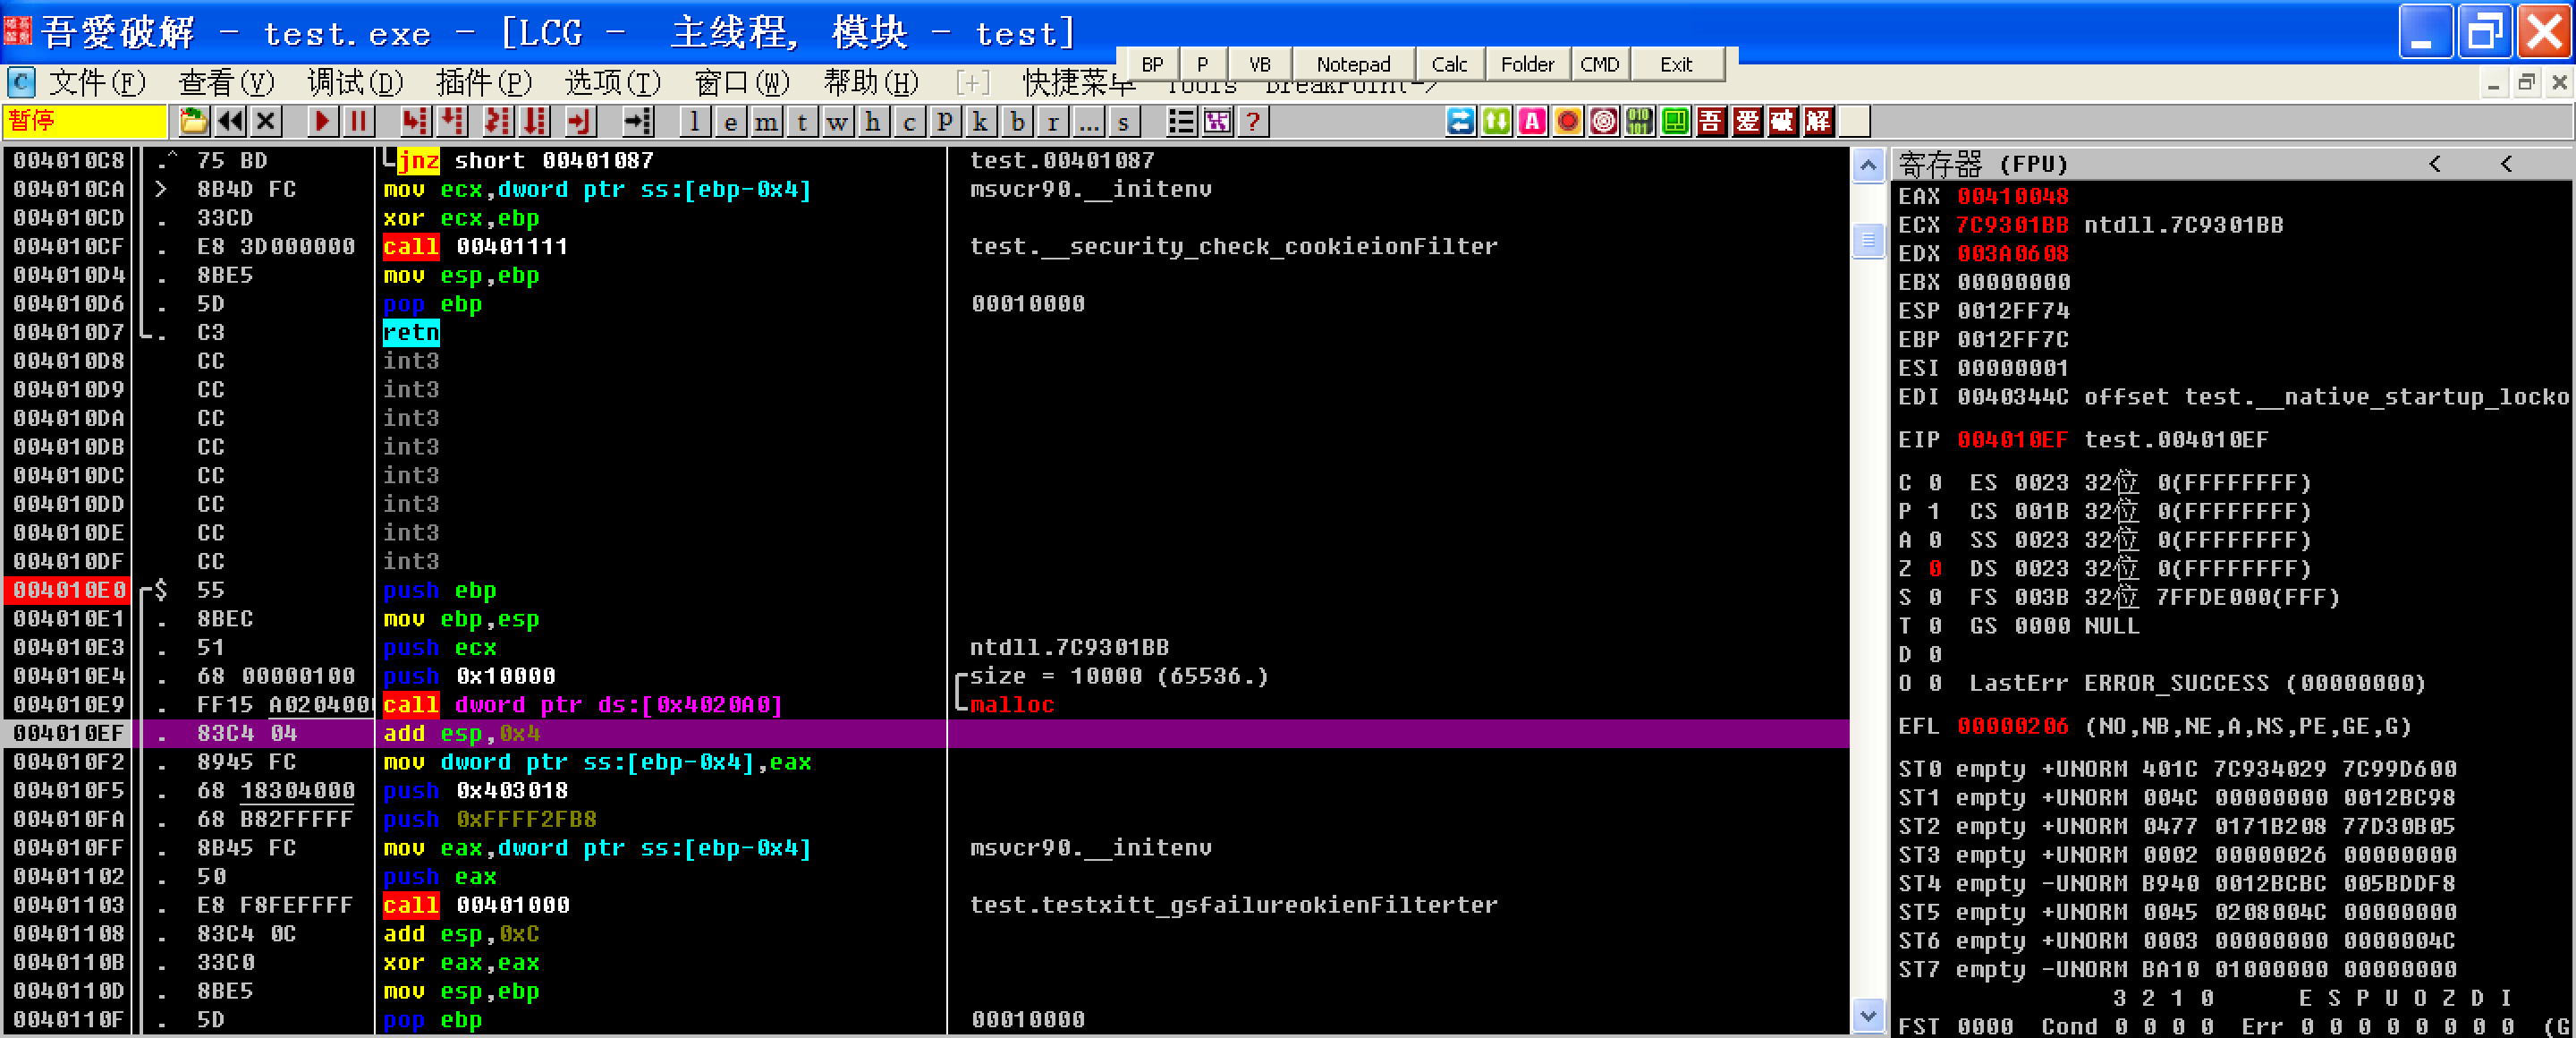 吾愛破解 - test.exe - [LCG - 主线程, 模块 - test]
文件(F) 查看(V) 调试(D) 插件(P) 选项(T) 窗口(W) 帮助(H) [+] 快捷菜单 Tools BreakPoint->
BP P VB Notepad Calc Folder CMD Exit
暂停 l e m t w h c P k b r ... s ? 吾 爱 破 解
004010C8 .^ 75 BD jnz short 00401087 test.00401087
004010CA > 8B4D FC mov ecx,dword ptr ss:[ebp-0x4] msvcr90.__initenv
004010CD . 33CD xor ecx,ebp
004010CF . E8 3D000000 call 00401111 test.__security_check_cookieionFilter
004010D4 . 8BE5 mov esp,ebp
004010D6 . 5D pop ebp 00010000
004010D7 . C3 retn
004010D8 CC int3
004010D9 CC int3
004010DA CC int3
004010DB CC int3
004010DC CC int3
004010DD CC int3
004010DE CC int3
004010DF CC int3
004010E0 $ 55 push ebp
004010E1 . 8BEC mov ebp,esp
004010E3 . 51 push ecx ntdll.7C9301BB
004010E4 . 68 00000100 push 0x10000 size = 10000 (65536.)
004010E9 . FF15 A0204000 call dword ptr ds:[0x4020A0] malloc
004010EF . 83C4 04 add esp,0x4
004010F2 . 8945 FC mov dword ptr ss:[ebp-0x4],eax
004010F5 . 68 18304000 push 0x403018
004010FA . 68 B82FFFFF push 0xFFFF2FB8
004010FF . 8B45 FC mov eax,dword ptr ss:[ebp-0x4] msvcr90.__initenv
00401102 . 50 push eax
00401103 . E8 F8FEFFFF call 00401000 test.testxitt_gsfailureokienFilterter
00401108 . 83C4 0C add esp,0xC
0040110B . 33C0 xor eax,eax
0040110D . 8BE5 mov esp,ebp
0040110F . 5D pop ebp 00010000
寄存器 (FPU) < <
EAX 00410048
ECX 7C9301BB ntdll.7C9301BB
EDX 003A0608
EBX 00000000
ESP 0012FF74
EBP 0012FF7C
ESI 00000001
EDI 0040344C offset test.__native_startup_locko
EIP 004010EF test.004010EF
C 0 ES 0023 32位 0(FFFFFFFF)
P 1 CS 001B 32位 0(FFFFFFFF)
A 0 SS 0023 32位 0(FFFFFFFF)
Z 0 DS 0023 32位 0(FFFFFFFF)
S 0 FS 003B 32位 7FFDE000(FFF)
T 0 GS 0000 NULL
D 0
O 0 LastErr ERROR_SUCCESS (00000000)
EFL 00000206 (NO,NB,NE,A,NS,PE,GE,G)
ST0 empty +UNORM 401C 7C934029 7C99D600
ST1 empty +UNORM 004C 00000000 0012BC98
ST2 empty +UNORM 0477 0171B208 77D30B05
ST3 empty +UNORM 0002 00000026 00000000
ST4 empty -UNORM B940 0012BCBC 005BDDF8
ST5 empty +UNORM 0045 0208004C 00000000
ST6 empty +UNORM 0003 00000000 0000004C
ST7 empty -UNORM BA10 01000000 00000000
3 2 1 0 E S P U O Z D I
FST 0000 Cond 0 0 0 0 Err 0 0 0 0 0 0 0 0 (G